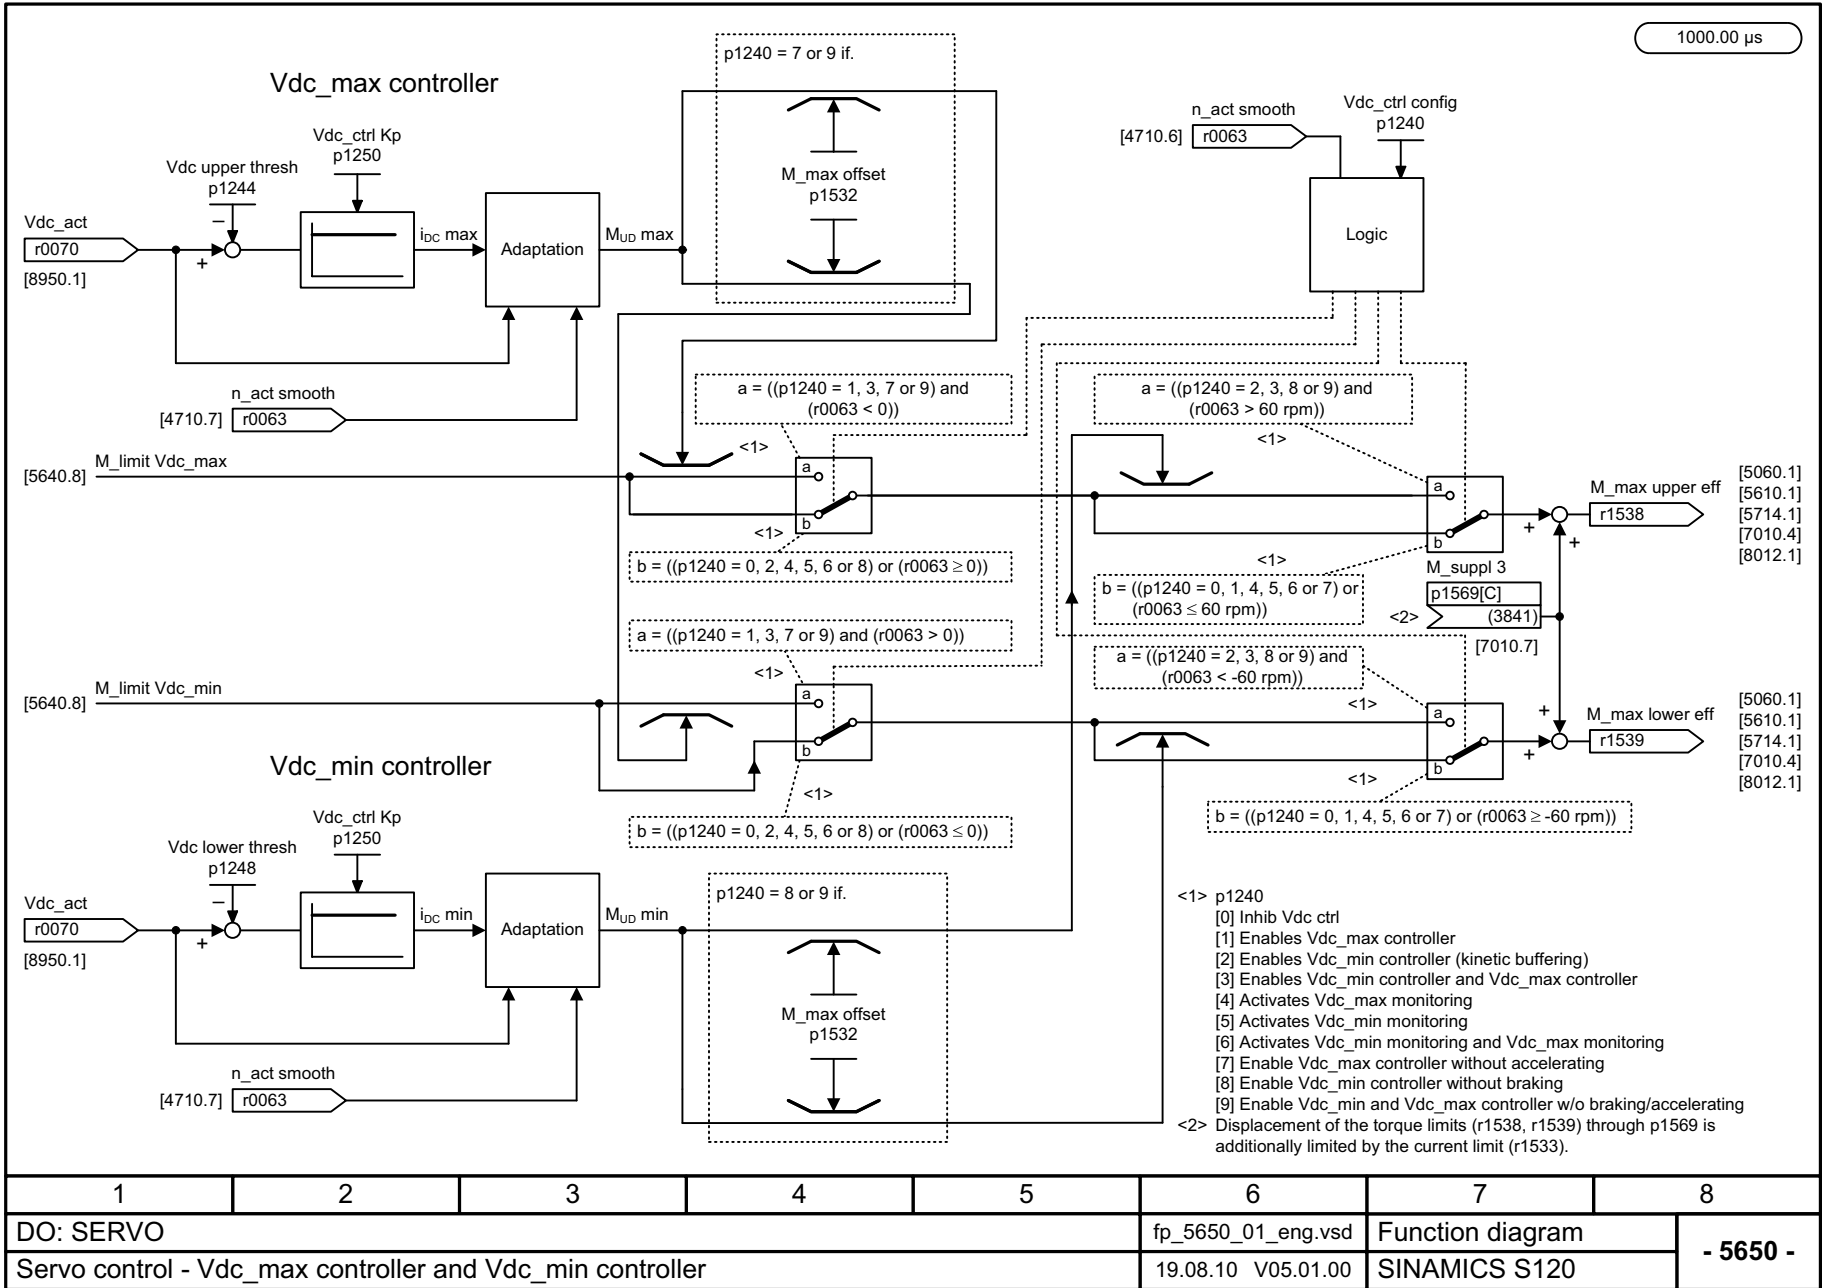 1000.00 µs
p1240 = 7 or 9 if.
Vdc_max controller
n_act smooth
Vdc_ctrl config
p1240
[4710.6]
r0063
Vdc_ctrl Kp
p1250
Vdc upper thresh
p1244
M_max offset
p1532
–
Vdc_act
r0070
+
[8950.1]
iDC max
Adaptation
MUD max
Logic
n_act smooth
[4710.7]
r0063
a = ((p1240 = 1, 3, 7 or 9) and
(r0063 < 0))
a = ((p1240 = 2, 3, 8 or 9) and
(r0063 > 60 rpm))
<1>
<1>
[5640.8]
M_limit Vdc_max
a
b
<1>
b = ((p1240 = 0, 2, 4, 5, 6 or 8) or (r0063 ≥ 0))
a
b
<1>
b = ((p1240 = 0, 1, 4, 5, 6 or 7) or
(r0063 ≤ 60 rpm))
+
+
M_max upper eff
r1538
[5060.1]
[5610.1]
[5714.1]
[7010.4]
[8012.1]
M_suppl 3
p1569[C]
<2>
(3841)
[7010.7]
a = ((p1240 = 1, 3, 7 or 9) and (r0063 > 0))
<1>
a = ((p1240 = 2, 3, 8 or 9) and
(r0063 < -60 rpm))
<1>
[5640.8]
M_limit Vdc_min
a
b
<1>
b = ((p1240 = 0, 2, 4, 5, 6 or 8) or (r0063 ≤ 0))
a
b
<1>
b = ((p1240 = 0, 1, 4, 5, 6 or 7) or (r0063 ≥ -60 rpm))
+
+
M_max lower eff
r1539
[5060.1]
[5610.1]
[5714.1]
[7010.4]
[8012.1]
Vdc_min controller
Vdc_ctrl Kp
p1250
Vdc lower thresh
p1248
–
Vdc_act
r0070
+
[8950.1]
iDC min
Adaptation
MUD min
p1240 = 8 or 9 if.
M_max offset
p1532
n_act smooth
[4710.7]
r0063
<1> p1240
[0] Inhib Vdc ctrl
[1] Enables Vdc_max controller
[2] Enables Vdc_min controller (kinetic buffering)
[3] Enables Vdc_min controller and Vdc_max controller
[4] Activates Vdc_max monitoring
[5] Activates Vdc_min monitoring
[6] Activates Vdc_min monitoring and Vdc_max monitoring
[7] Enable Vdc_max controller without accelerating
[8] Enable Vdc_min controller without braking
[9] Enable Vdc_min and Vdc_max controller w/o braking/accelerating
<2> Displacement of the torque limits (r1538, r1539) through p1569 is
additionally limited by the current limit (r1533).
1 2 3 4 5 6 7 8
DO: SERVO
fp_5650_01_eng.vsd
Function diagram
- 5650 -
Servo control - Vdc_max controller and Vdc_min controller
19.08.10 V05.01.00
SINAMICS S120